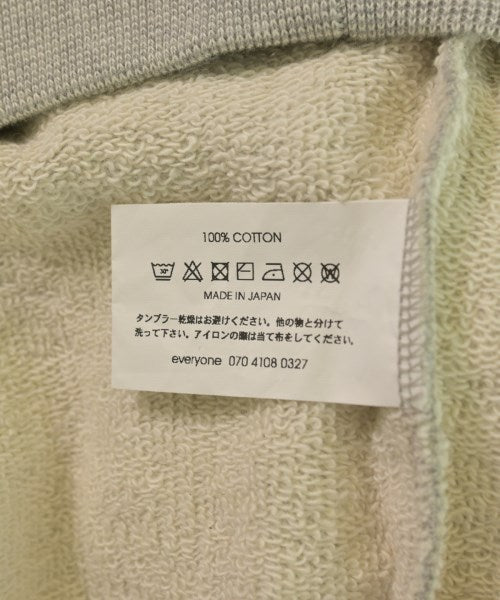 100% COTTON
MADE IN JAPAN
タンブラー乾燥はお避けください。他の物と分けて
洗って下さい。アイロンの際は当て布をしてください。
everyone 070 4108 0327